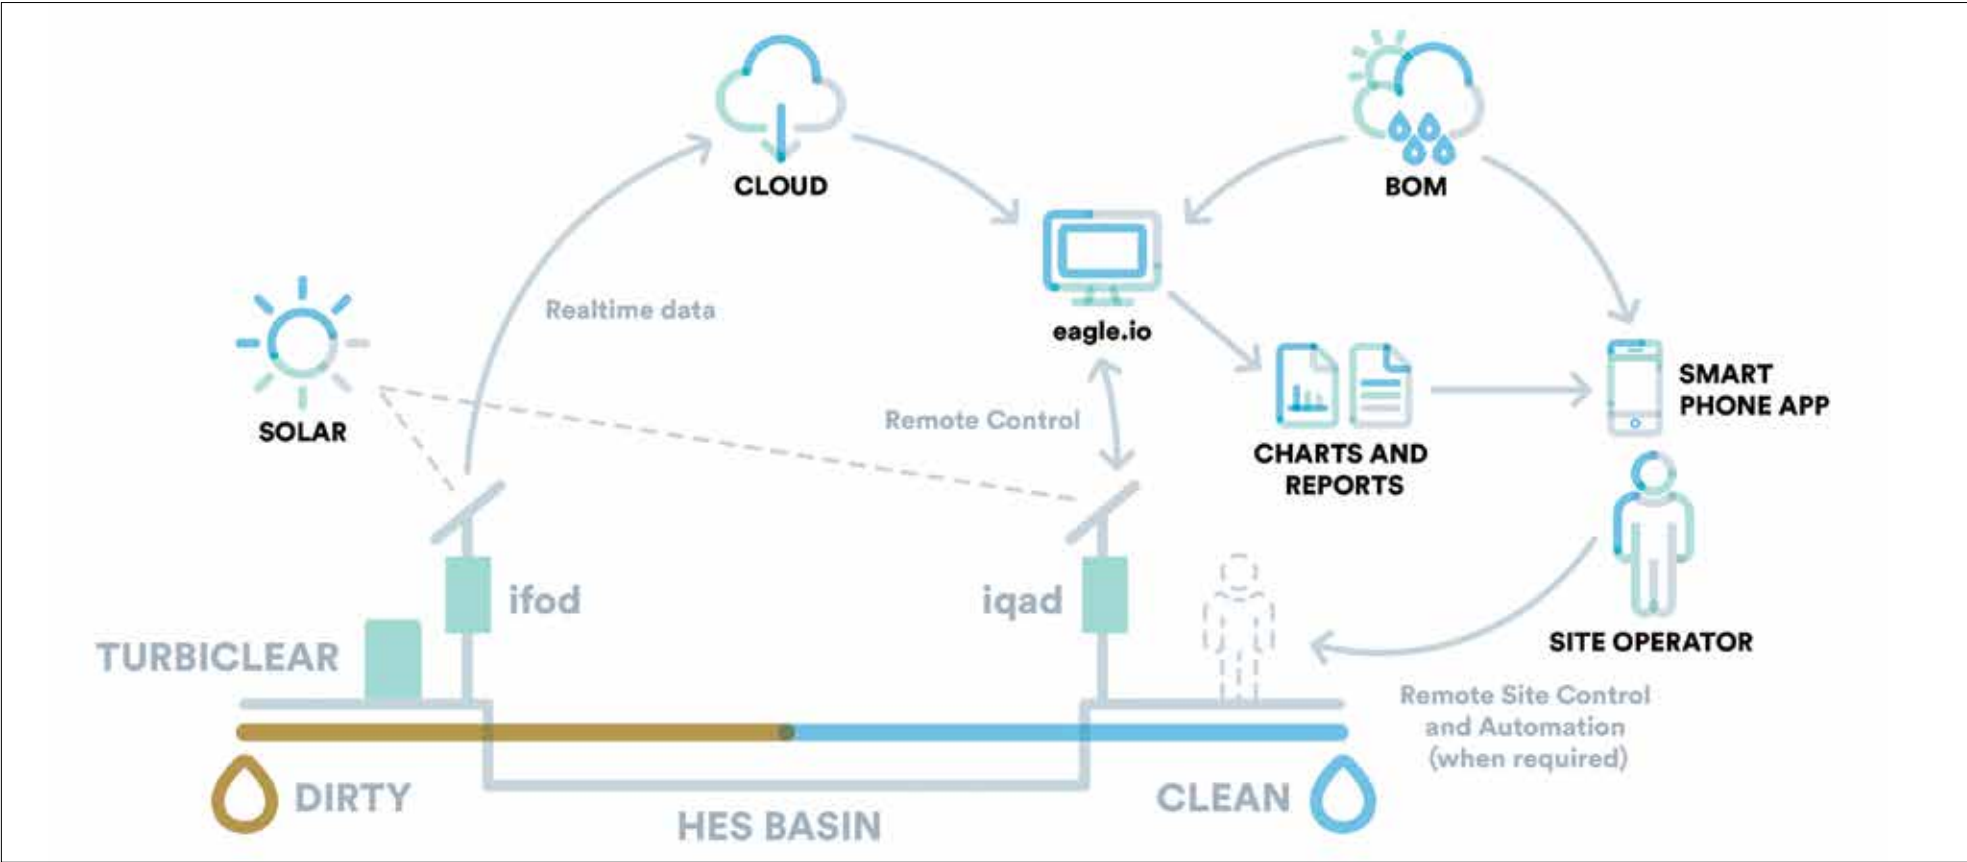 CLOUD
BOM
Realtime data
eagle.io
SOLAR
Remote Control
SMART
PHONE APP
CHARTS AND
REPORTS
ifod
iqad
TURBICLEAR
SITE OPERATOR
Remote Site Control
and Automation
(when required)
DIRTY
CLEAN
HES BASIN